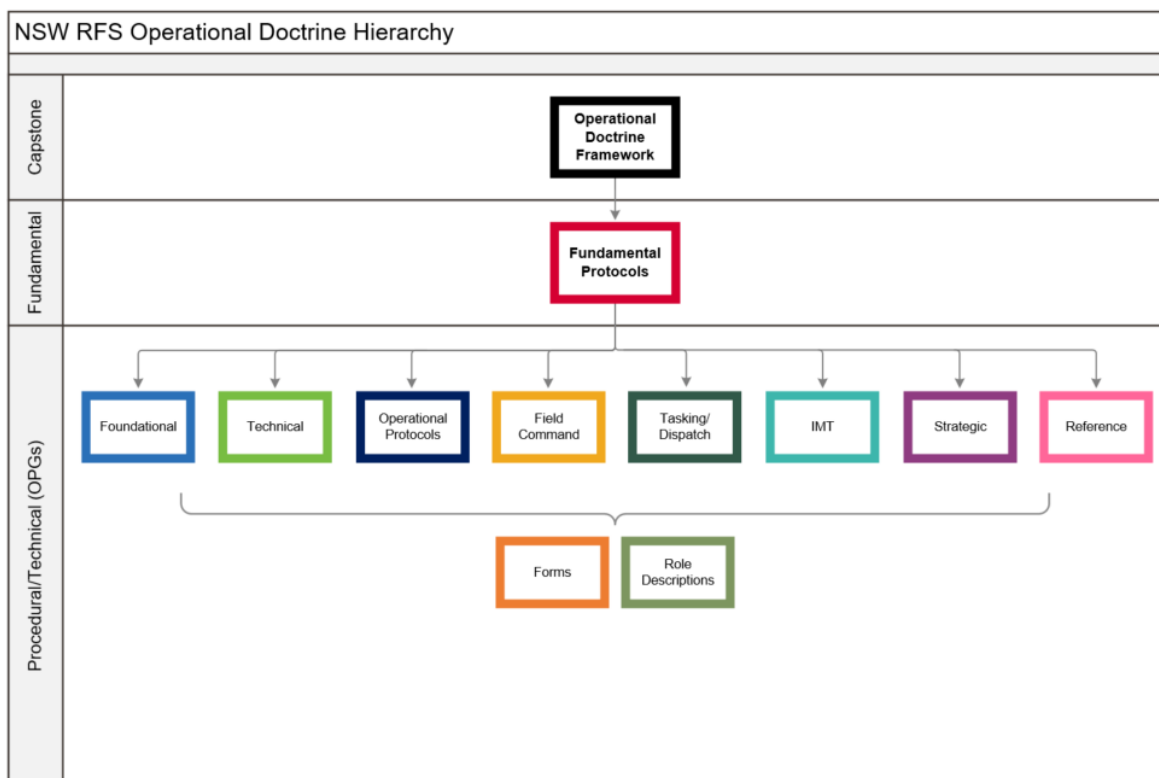 NSW RFS Operational Doctrine Hierarchy
Capstone
Operational
Doctrine
Framework
Fundamental
Fundamental
Protocols
Procedural/Technical (OPGs)
Foundational
Technical
Operational
Protocols
Field
Command
Tasking/
Dispatch
IMT
Strategic
Reference
Forms
Role
Descriptions